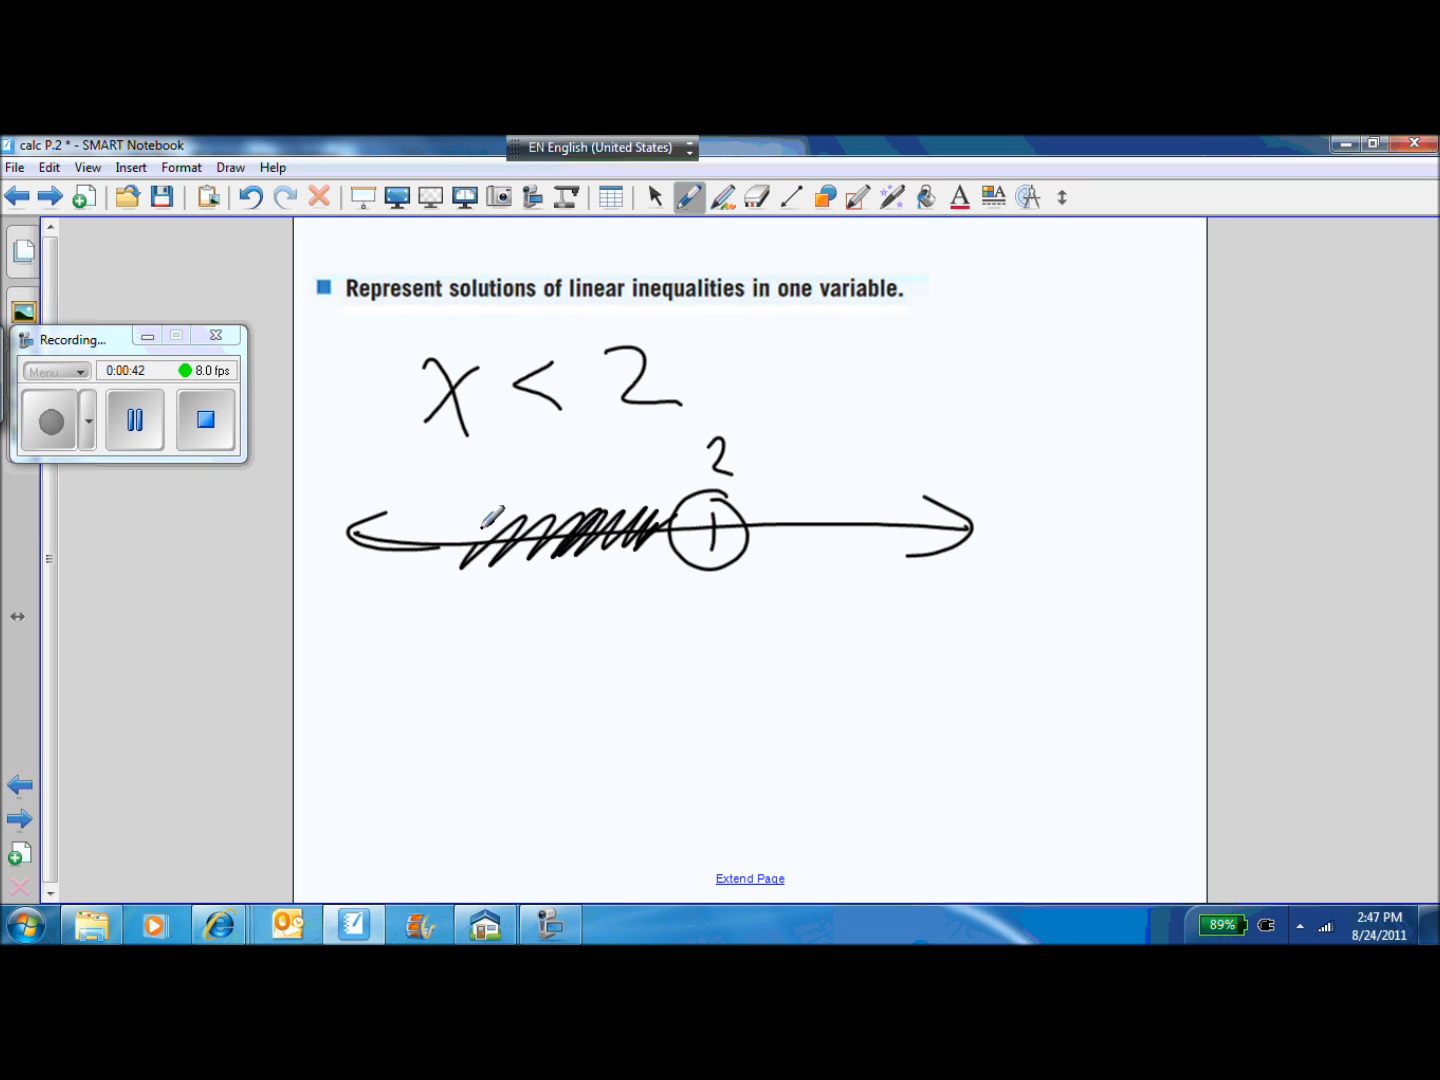 calc P.2 * - SMART Notebook
EN English (United States)
File Edit View Insert Format Draw Help
Represent solutions of linear inequalities in one variable.
Recording...
Menu 0:00:42 8.0 fps
x < 2
2
Extend Page
89% 2:47 PM
8/24/2011